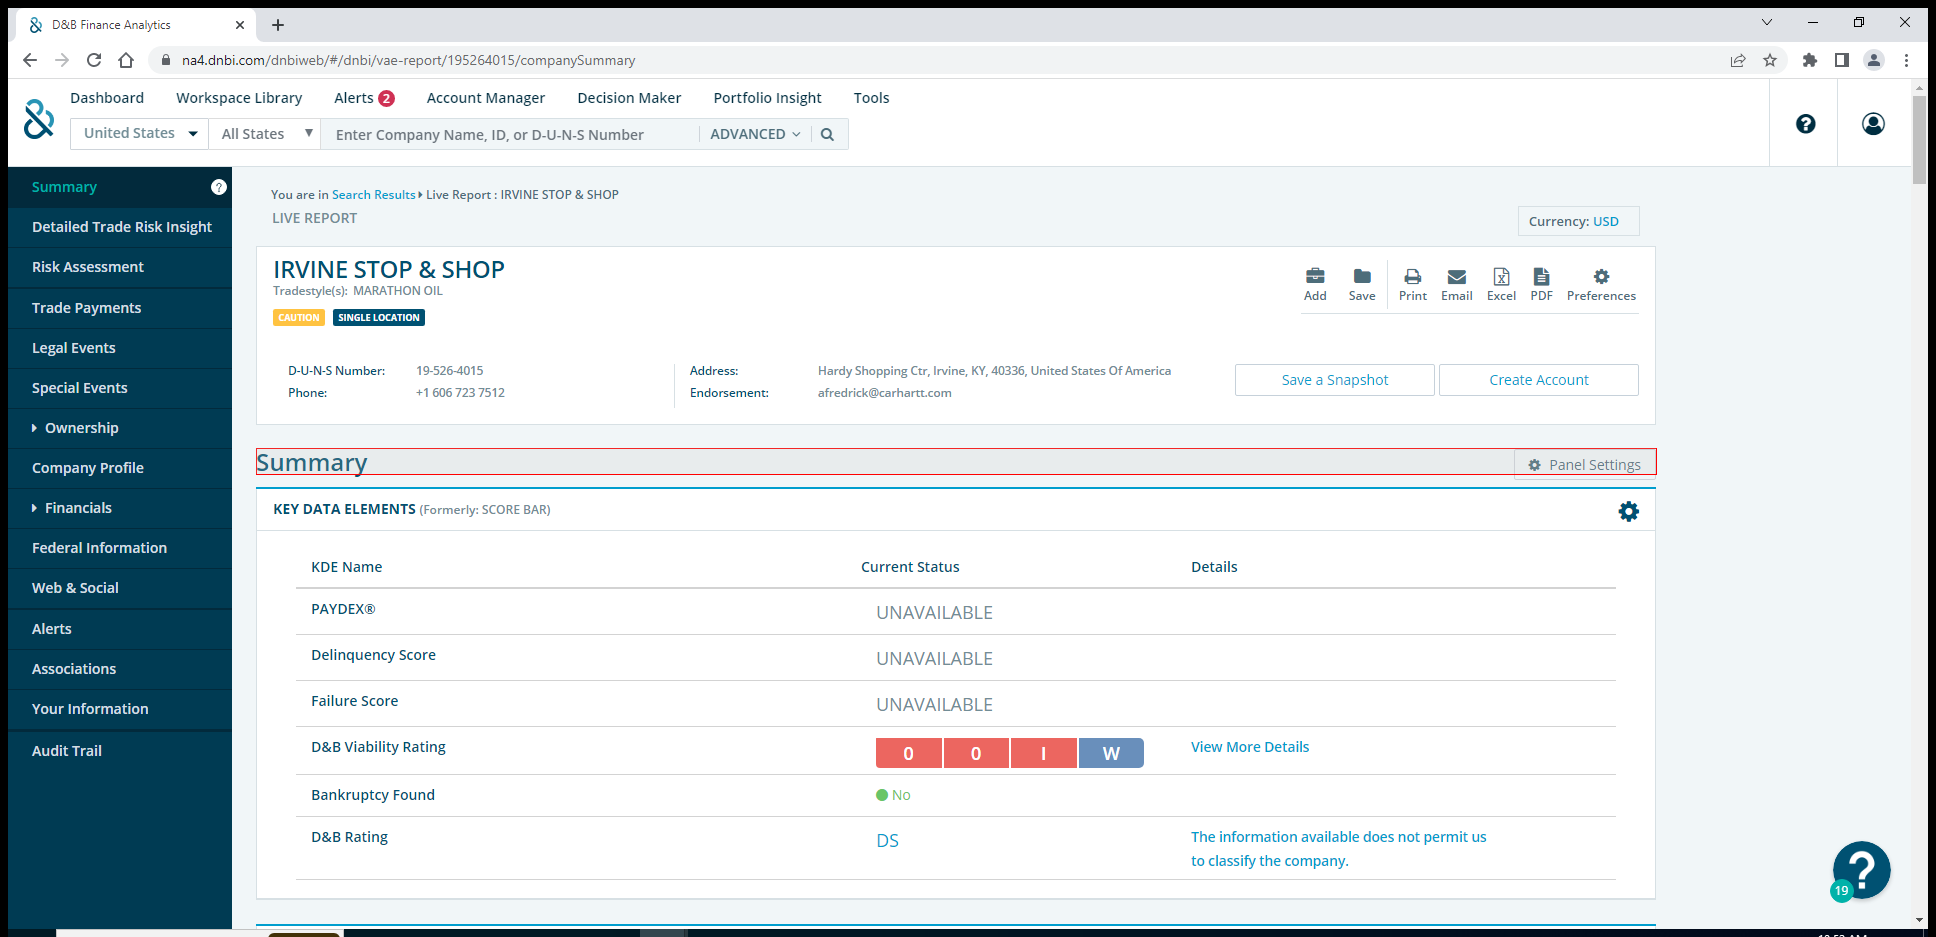 D&B Finance Analytics
na4.dnbi.com/dnbiweb/#/dnbi/vae-report/195264015/companySummary
Dashboard Workspace Library Alerts 2 Account Manager Decision Maker Portfolio Insight Tools
United States All States Enter Company Name, ID, or D-U-N-S Number ADVANCED
Summary ?
Detailed Trade Risk Insight
Risk Assessment
Trade Payments
Legal Events
Special Events
Ownership
Company Profile
Financials
Federal Information
Web & Social
Alerts
Associations
Your Information
Audit Trail
You are in Search Results Live Report : IRVINE STOP & SHOP
LIVE REPORT
Currency: USD
IRVINE STOP & SHOP
Tradestyle(s): MARATHON OIL
CAUTION SINGLE LOCATION
Add Save Print Email Excel PDF Preferences
D-U-N-S Number: 19-526-4015
Phone: +1 606 723 7512
Address: Hardy Shopping Ctr, Irvine, KY, 40336, United States Of America
Endorsement: afredrick@carhartt.com
Save a Snapshot Create Account
Summary
Panel Settings
KEY DATA ELEMENTS (Formerly: SCORE BAR)
KDE Name Current Status Details
PAYDEX® UNAVAILABLE
Delinquency Score UNAVAILABLE
Failure Score UNAVAILABLE
D&B Viability Rating 0 0 I W View More Details
Bankruptcy Found No
D&B Rating DS The information available does not permit us
to classify the company.
?
19